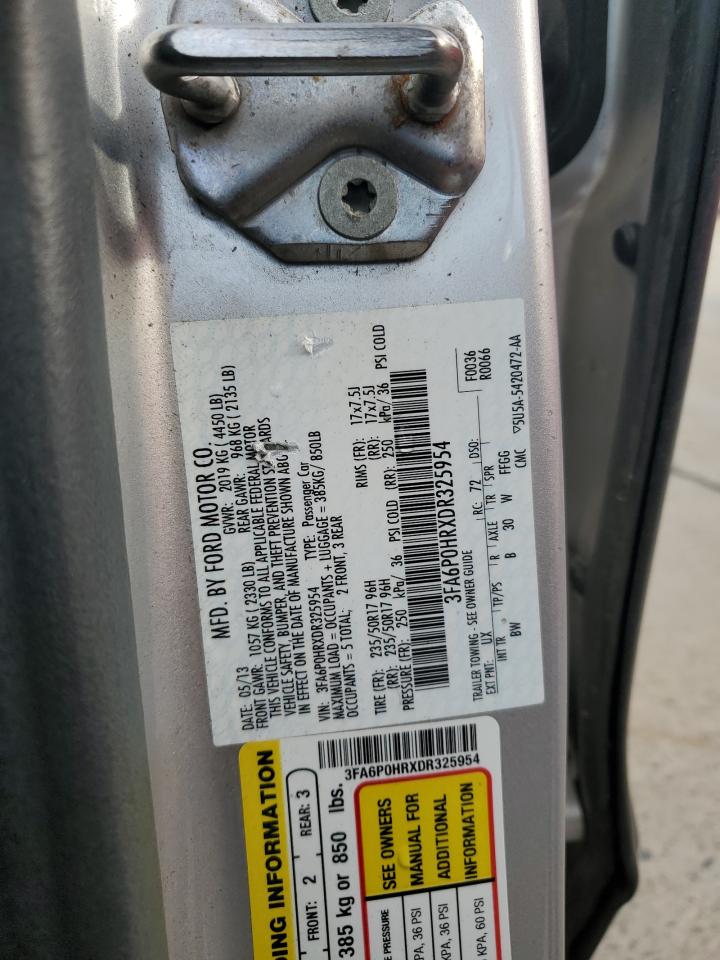 MFD. BY FORD MOTOR CO.
DATE: 05/13 GVWR: 2019 KG ( 4450 LB)
FRONT GAWR: 1057 KG ( 2330 LB) REAR GAWR: 968 KG ( 2135 LB)
THIS VEHICLE CONFORMS TO ALL APPLICABLE FEDERAL MOTOR
VEHICLE SAFETY, BUMPER, AND THEFT PREVENTION
IN EFFECT ON THE DATE OF MANUFACTURE SHOWN
VIN: 3FA6P0HRXDR325954 TYPE: Passenger Car
MAXIMUM LOAD = OCCUPANTS + LUGGAGE = 385KG/ 850LB
OCCUPANTS = 5 TOTAL: 2 FRONT, 3 REAR
TIRE (FR): 235/50R17 96H RIMS (FR): 17x7.5J
(RR): 235/50R17 96H (RR): 17x7.5J
PRESSURE (FR): 250 kPa/ 36 PSI COLD (RR): 250 kPa/ 36 PSI COLD
3FA6P0HRXDR325954
F0036
R0066
TRAILER TOWING - SEE OWNER GUIDE
EXT PNT: UX RC: 72 DSO:
INT TR TP/PS R AXLE TR SPR
BW B 30 W FFGG
CMC ▽5U5A-5420472-AA
DING INFORMATION
FRONT: 2 REAR: 3
385 kg or 850 lbs.
3FA6P0HRXDR325954
SEE OWNERS
MANUAL FOR
ADDITIONAL
INFORMATION
PRESSURE
KPA, 36 PSI
KPA, 36 PSI
KPA, 60 PSI